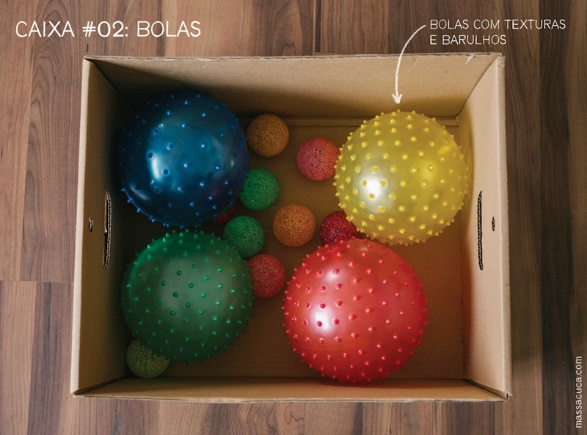 CAIXA #02: BOLAS
BOLAS COM TEXTURAS
E BARULHOS
massacuca.com